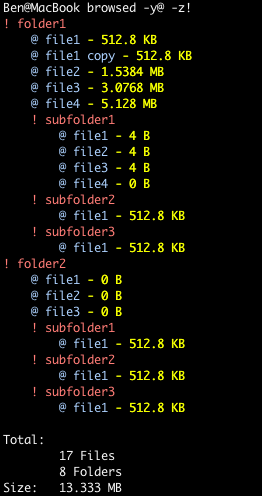 Ben@MacBook browsed -y@ -z!
! folder1
@ file1 - 512.8 KB
@ file1 copy - 512.8 KB
@ file2 - 1.5384 MB
@ file3 - 3.0768 MB
@ file4 - 5.128 MB
! subfolder1
@ file1 - 4 B
@ file2 - 4 B
@ file3 - 4 B
@ file4 - 0 B
! subfolder2
@ file1 - 512.8 KB
! subfolder3
@ file1 - 512.8 KB
! folder2
@ file1 - 0 B
@ file2 - 0 B
@ file3 - 0 B
! subfolder1
@ file1 - 512.8 KB
! subfolder2
@ file1 - 512.8 KB
! subfolder3
@ file1 - 512.8 KB
Total:
17 Files
8 Folders
Size: 13.333 MB